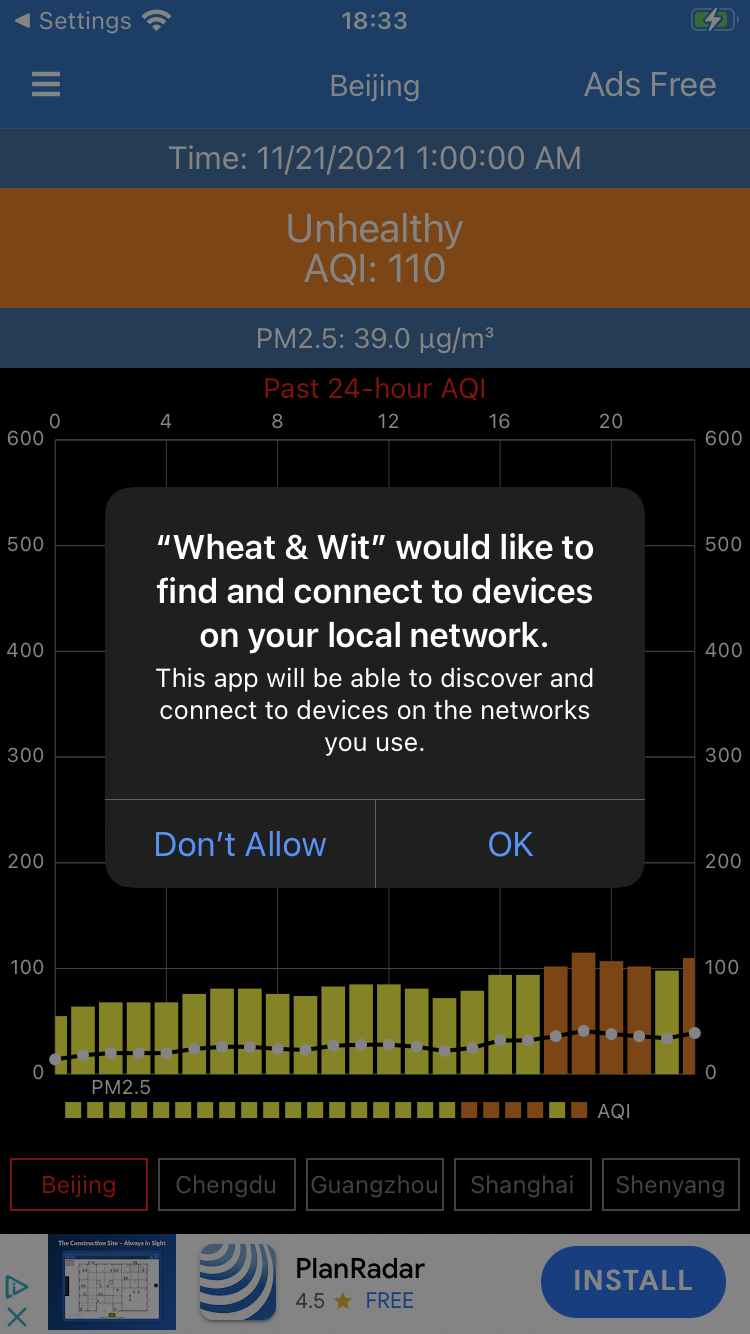 Settings 18:33
Beijing Ads Free
Time: 11/21/2021 1:00:00 AM
Unhealthy
AQI: 110
PM2.5: 39.0 µg/m³
Past 24-hour AQI
0 4 8 12 16 20
600 600
500 500
“Wheat & Wit” would like to
find and connect to devices
on your local network.
400 400
This app will be able to discover and
connect to devices on the networks
you use.
300 300
Don’t Allow OK
200 200
100 100
0 0
PM2.5
AQI
Beijing Chengdu Guangzhou Shanghai Shenyang
The Construction Site – Always in Sight
PlanRadar
4.5 ★ FREE
INSTALL